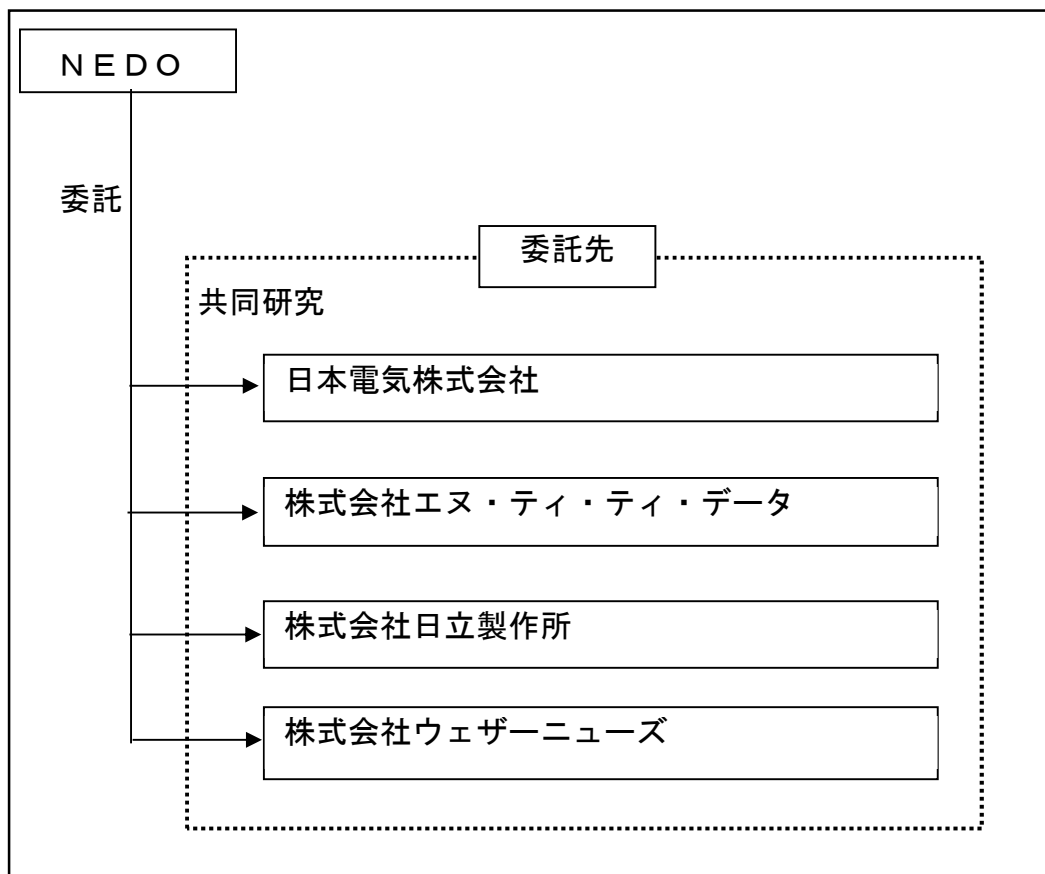 ＮＥＤＯ
委託
委託先
共同研究
日本電気株式会社
株式会社エヌ・ティ・ティ・データ
株式会社日立製作所
株式会社ウェザーニューズ